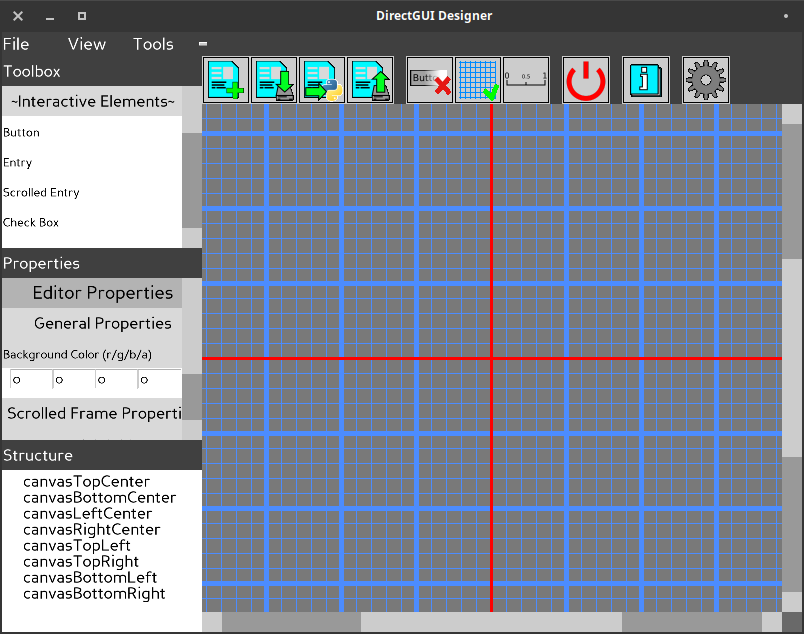 DirectGUI Designer
File View Tools
Toolbox
~Interactive Elements~
Button
Entry
Scrolled Entry
Check Box
0 0.5 1
i
Properties
Editor Properties
General Properties
Background Color (r/g/b/a)
0 0 0 0
Scrolled Frame Properti
Structure
canvasTopCenter
canvasBottomCenter
canvasLeftCenter
canvasRightCenter
canvasTopLeft
canvasTopRight
canvasBottomLeft
canvasBottomRight